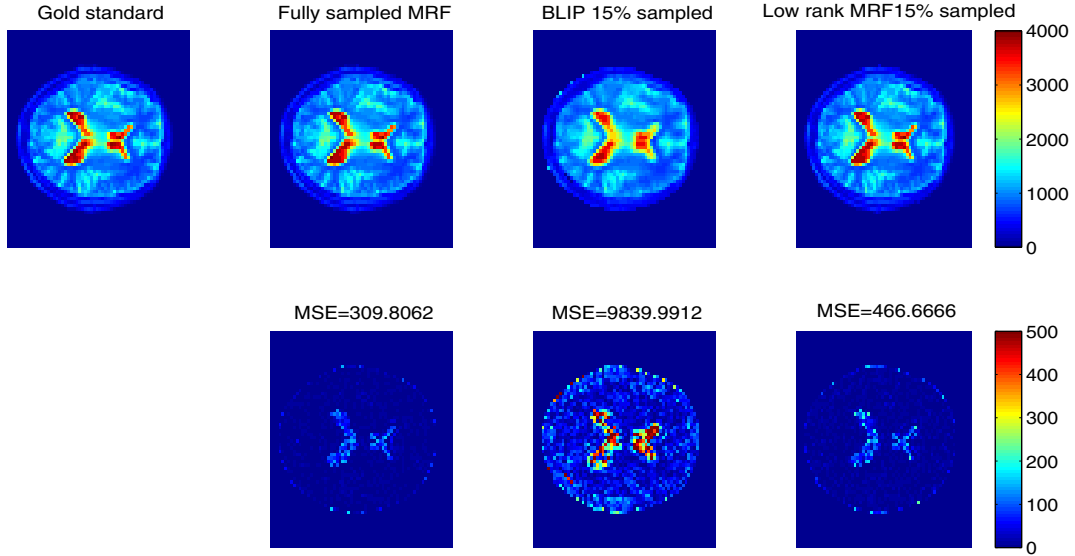 Gold standard
Fully sampled MRF
BLIP 15% sampled
Low rank MRF15% sampled
4000
3000
2000
1000
0
MSE=309.8062
MSE=9839.9912
MSE=466.6666
500
400
300
200
100
0